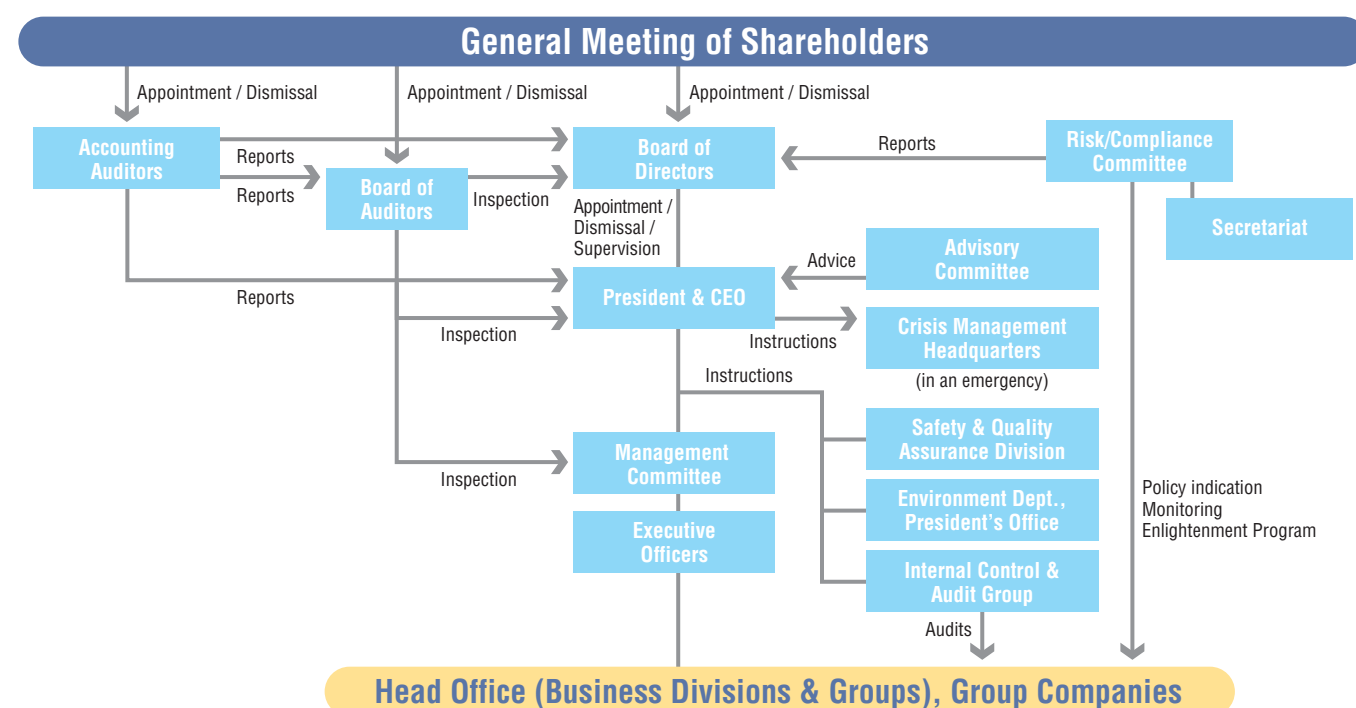 General Meeting of Shareholders
Appointment / Dismissal
Appointment / Dismissal
Appointment / Dismissal
Accounting
Auditors
Reports
Reports
Board of
Auditors
Inspection
Board of
Directors
Reports
Risk/Compliance
Committee
Secretariat
Appointment /
Dismissal /
Supervision
Advice
Advisory
Committee
Reports
President & CEO
Inspection
Instructions
Crisis Management
Headquarters
(in an emergency)
Instructions
Safety & Quality
Assurance Division
Management
Committee
Inspection
Environment Dept.,
President's Office
Policy indication
Monitoring
Enlightenment Program
Executive
Officers
Internal Control &
Audit Group
Audits
Head Office (Business Divisions & Groups), Group Companies